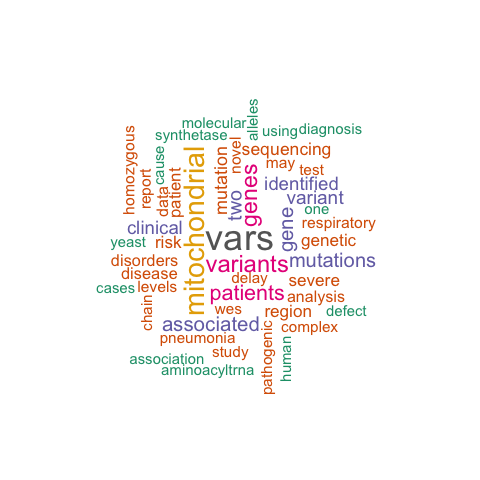 alleles
molecular
synthetase
using
diagnosis
homozygous
report
cause
data
patient
mitochondrial
mutation
novel
two
genes
sequencing
may
test
identified
variant
one
respiratory
clinical
yeast
risk
vars
gene
genetic
disorders
disease
variants
mutations
cases
levels
delay
severe
chain
patients
analysis
wes
region
defect
associated
complex
pneumonia
study
pathogenic
human
association
aminoacyltrna